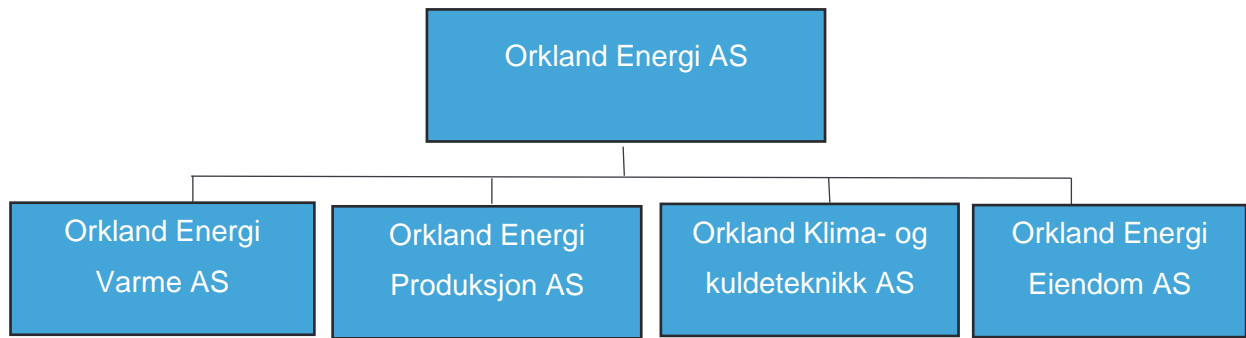 Orkland Energi AS
Orkland Energi
Varme AS
Orkland Energi
Produksjon AS
Orkland Klima- og
kuldeteknikk AS
Orkland Energi
Eiendom AS